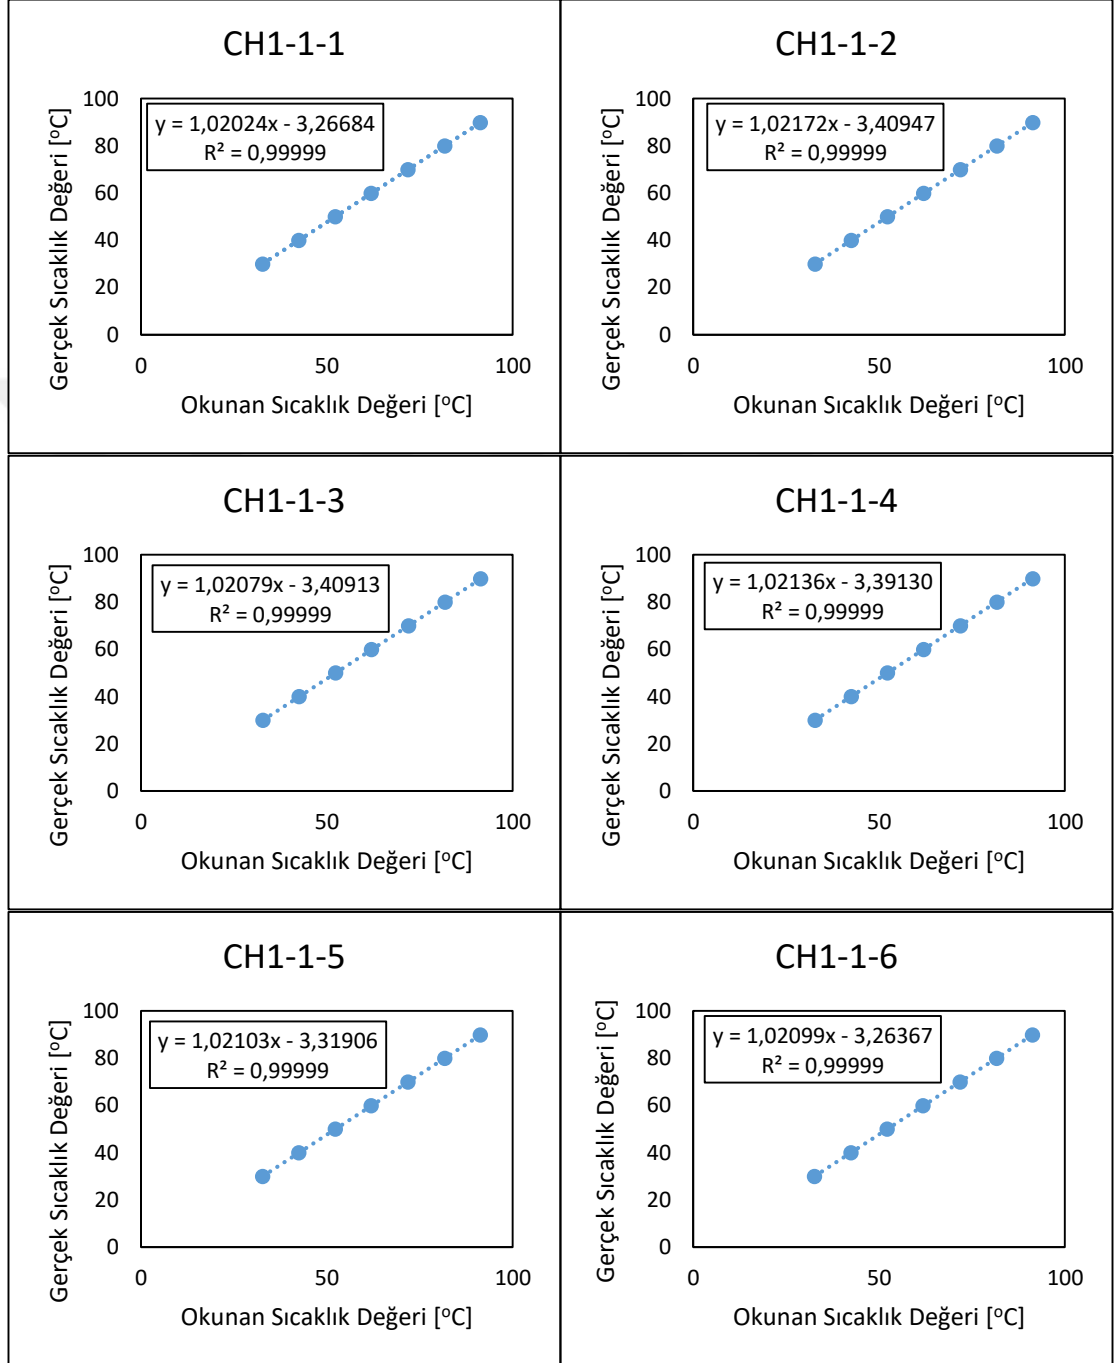 CH1-1-1
Gerçek Sıcaklık Değeri [ºC]
100
80
60
40
20
0
y = 1,02024x - 3,26684
R² = 0,99999
0 50 100
Okunan Sıcaklık Değeri [ºC]
CH1-1-2
Gerçek Sıcaklık Değeri [ºC]
100
80
60
40
20
0
y = 1,02172x - 3,40947
R² = 0,99999
0 50 100
Okunan Sıcaklık Değeri [ºC]
CH1-1-3
Gerçek Sıcaklık Değeri [ºC]
100
80
60
40
20
0
y = 1,02079x - 3,40913
R² = 0,99999
0 50 100
Okunan Sıcaklık Değeri [ºC]
CH1-1-4
Gerçek Sıcaklık Değeri [ºC]
100
80
60
40
20
0
y = 1,02136x - 3,39130
R² = 0,99999
0 50 100
Okunan Sıcaklık Değeri [ºC]
CH1-1-5
Gerçek Sıcaklık Değeri [ºC]
100
80
60
40
20
0
y = 1,02103x - 3,31906
R² = 0,99999
0 50 100
Okunan Sıcaklık Değeri [ºC]
CH1-1-6
Gerçek Sıcaklık Değeri [ºC]
100
80
60
40
20
0
y = 1,02099x - 3,26367
R² = 0,99999
0 50 100
Okunan Sıcaklık Değeri [ºC]